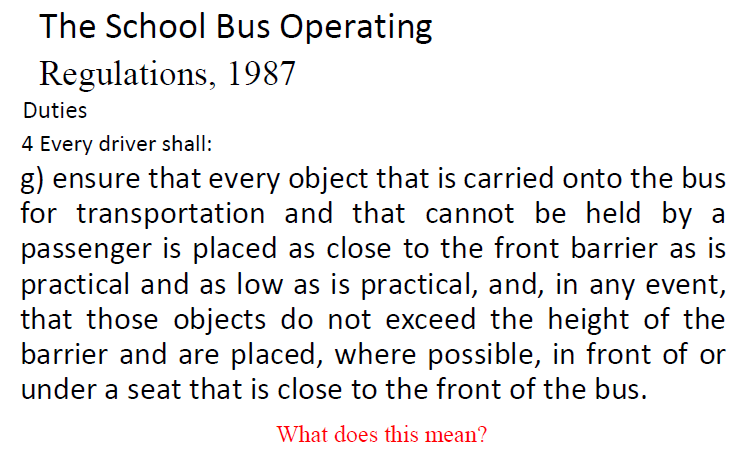 The School Bus Operating
Regulations, 1987
Duties
4 Every driver shall:
g) ensure that every object that is carried onto the bus
for transportation and that cannot be held by a
passenger is placed as close to the front barrier as is
practical and as low as is practical, and, in any event,
that those objects do not exceed the height of the
barrier and are placed, where possible, in front of or
under a seat that is close to the front of the bus.
What does this mean?